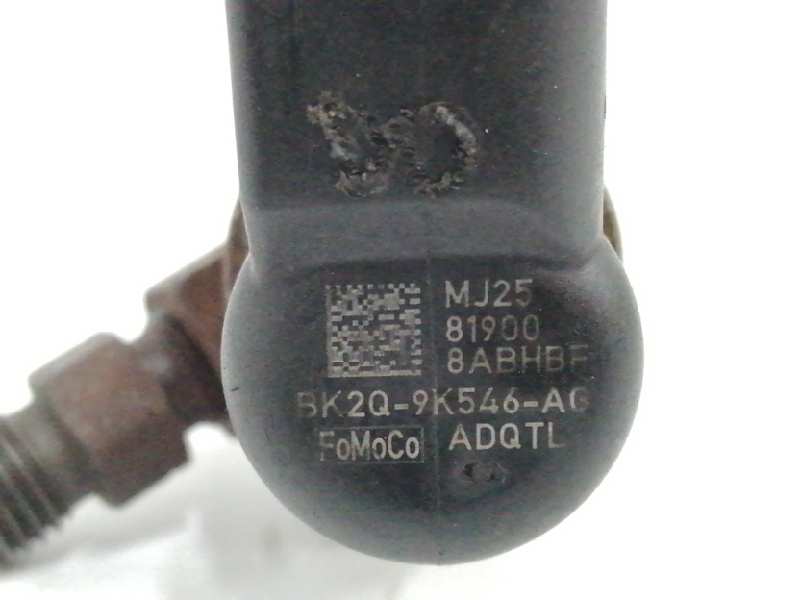 MJ25
81900
8ABHBF
BK2Q-9K546-AG
FoMoCo ADQTL